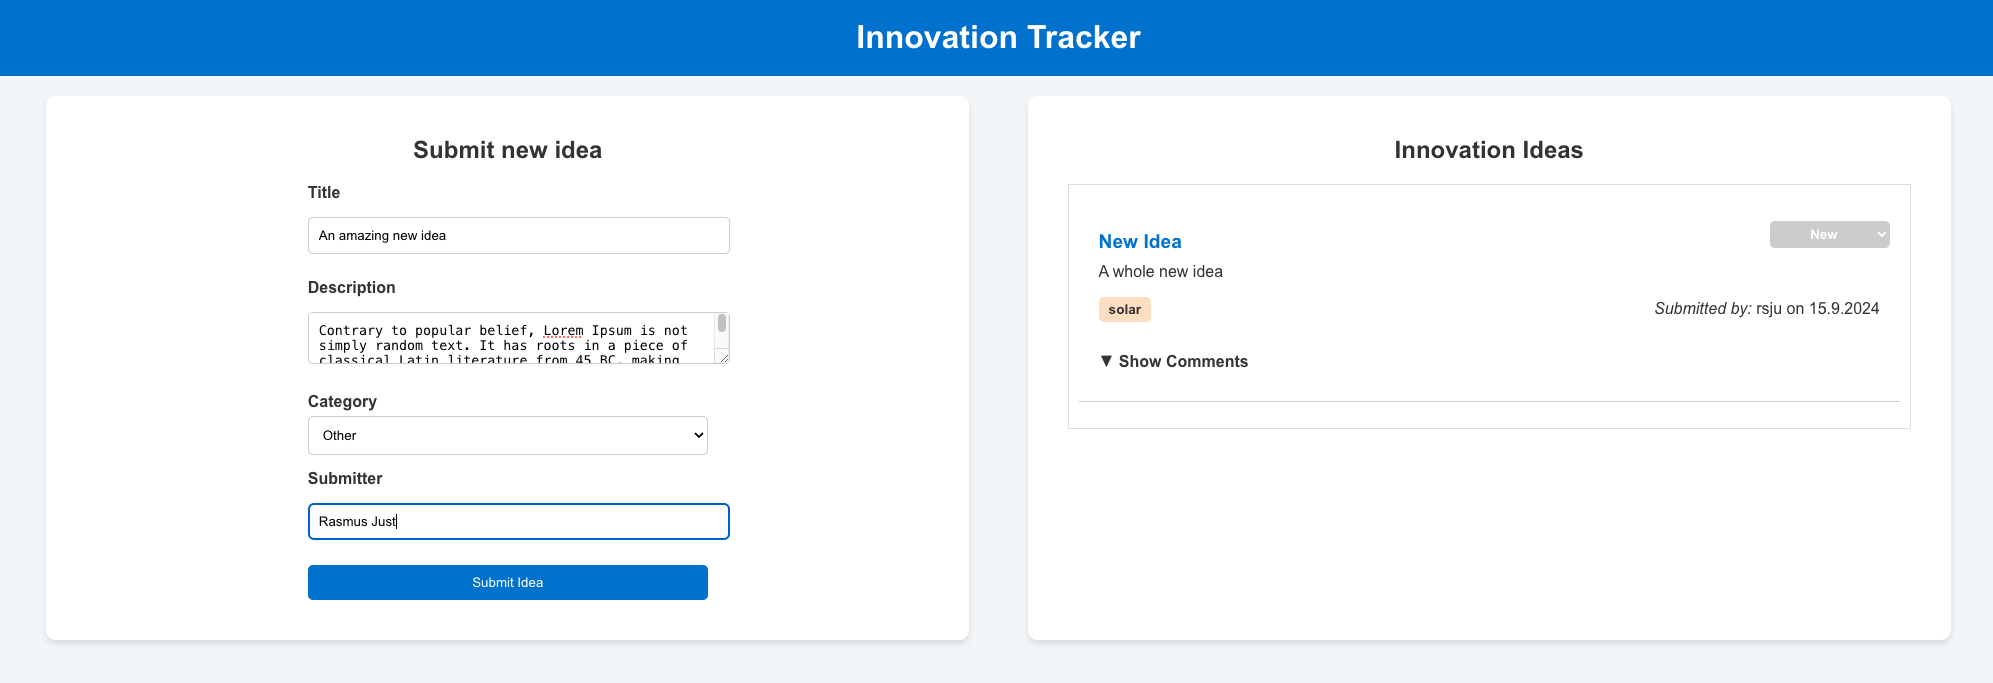 Innovation Tracker
Submit new idea
Title
An amazing new idea
Description
Contrary to popular belief, Lorem Ipsum is not
simply random text. It has roots in a piece of
classical Latin literature from 45 BC, making
Category
Other
Submitter
Rasmus Just
Submit Idea
Innovation Ideas
New Idea
New
A whole new idea
solar
Submitted by: rsju on 15.9.2024
▼ Show Comments